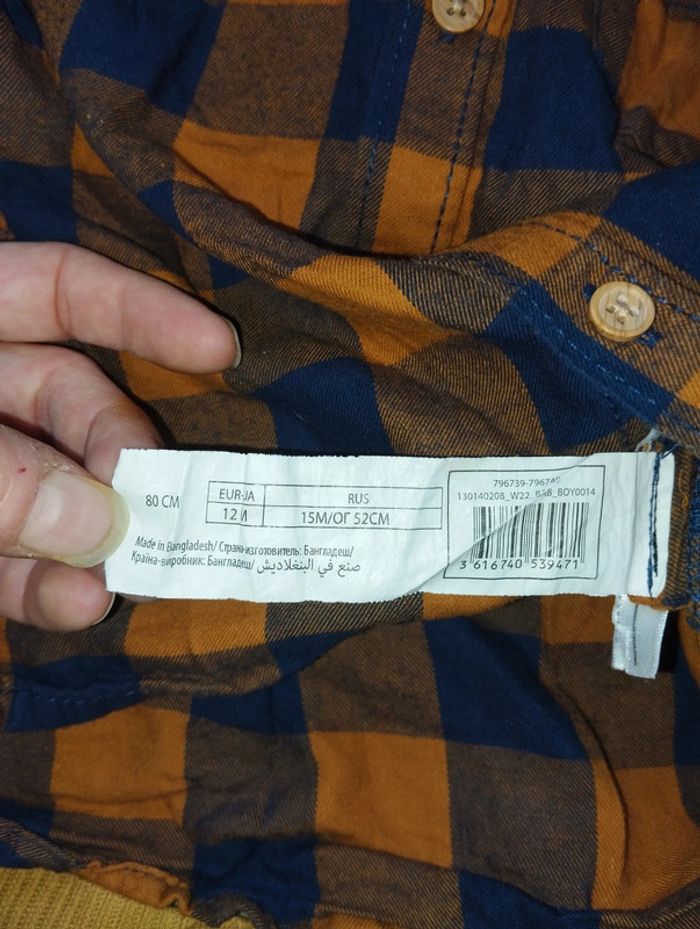 80 CM
EUR-UA
RUS
12 M
15M/ОГ 52CM
Made in Bangladesh/ Страна-изготовитель: Бангладеш/
Країна-виробник: Бангладеш/ صنع في البنغلاديش
796739-796740
130140208_W22_BAB_BOY0014
3 616740 539471